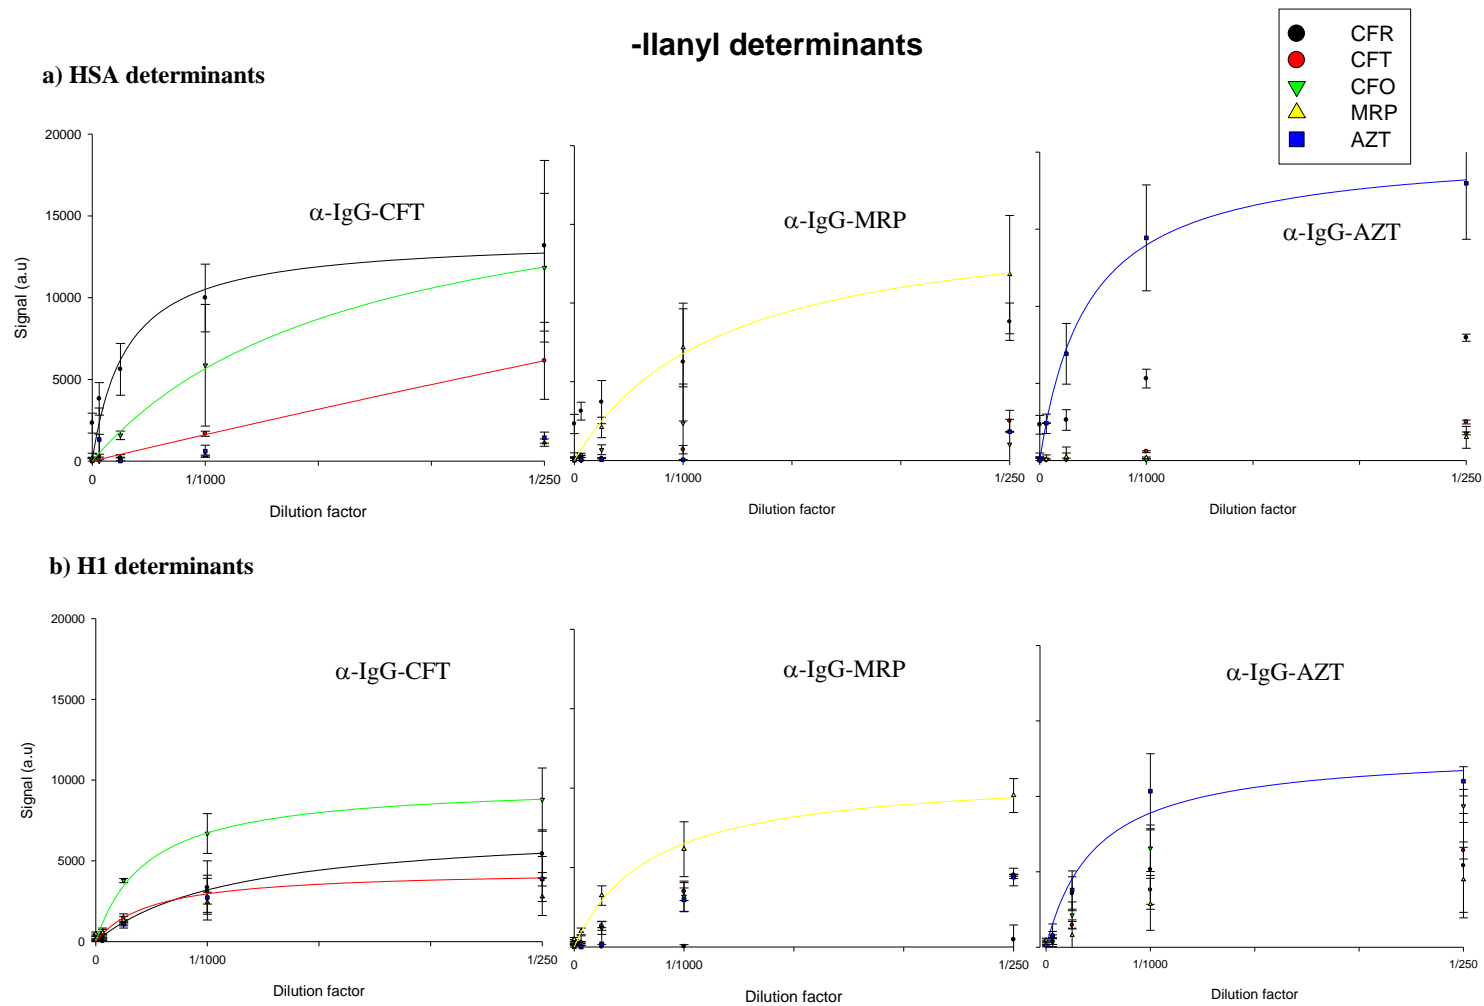 -llanyl determinants
CFR
CFT
CFO
MRP
AZT
a) HSA determinants
20000
15000
10000
5000
0
Signal (a.u)
α-IgG-CFT
0 1/1000 1/250
Dilution factor
α-IgG-MRP
0 1/1000 1/250
Dilution factor
α-IgG-AZT
0 1/1000 1/250
Dilution factor
b) H1 determinants
20000
15000
10000
5000
0
Signal (a.u)
α-IgG-CFT
0 1/1000 1/250
Dilution factor
α-IgG-MRP
0 1/1000 1/250
Dilution factor
α-IgG-AZT
0 1/1000 1/250
Dilution factor